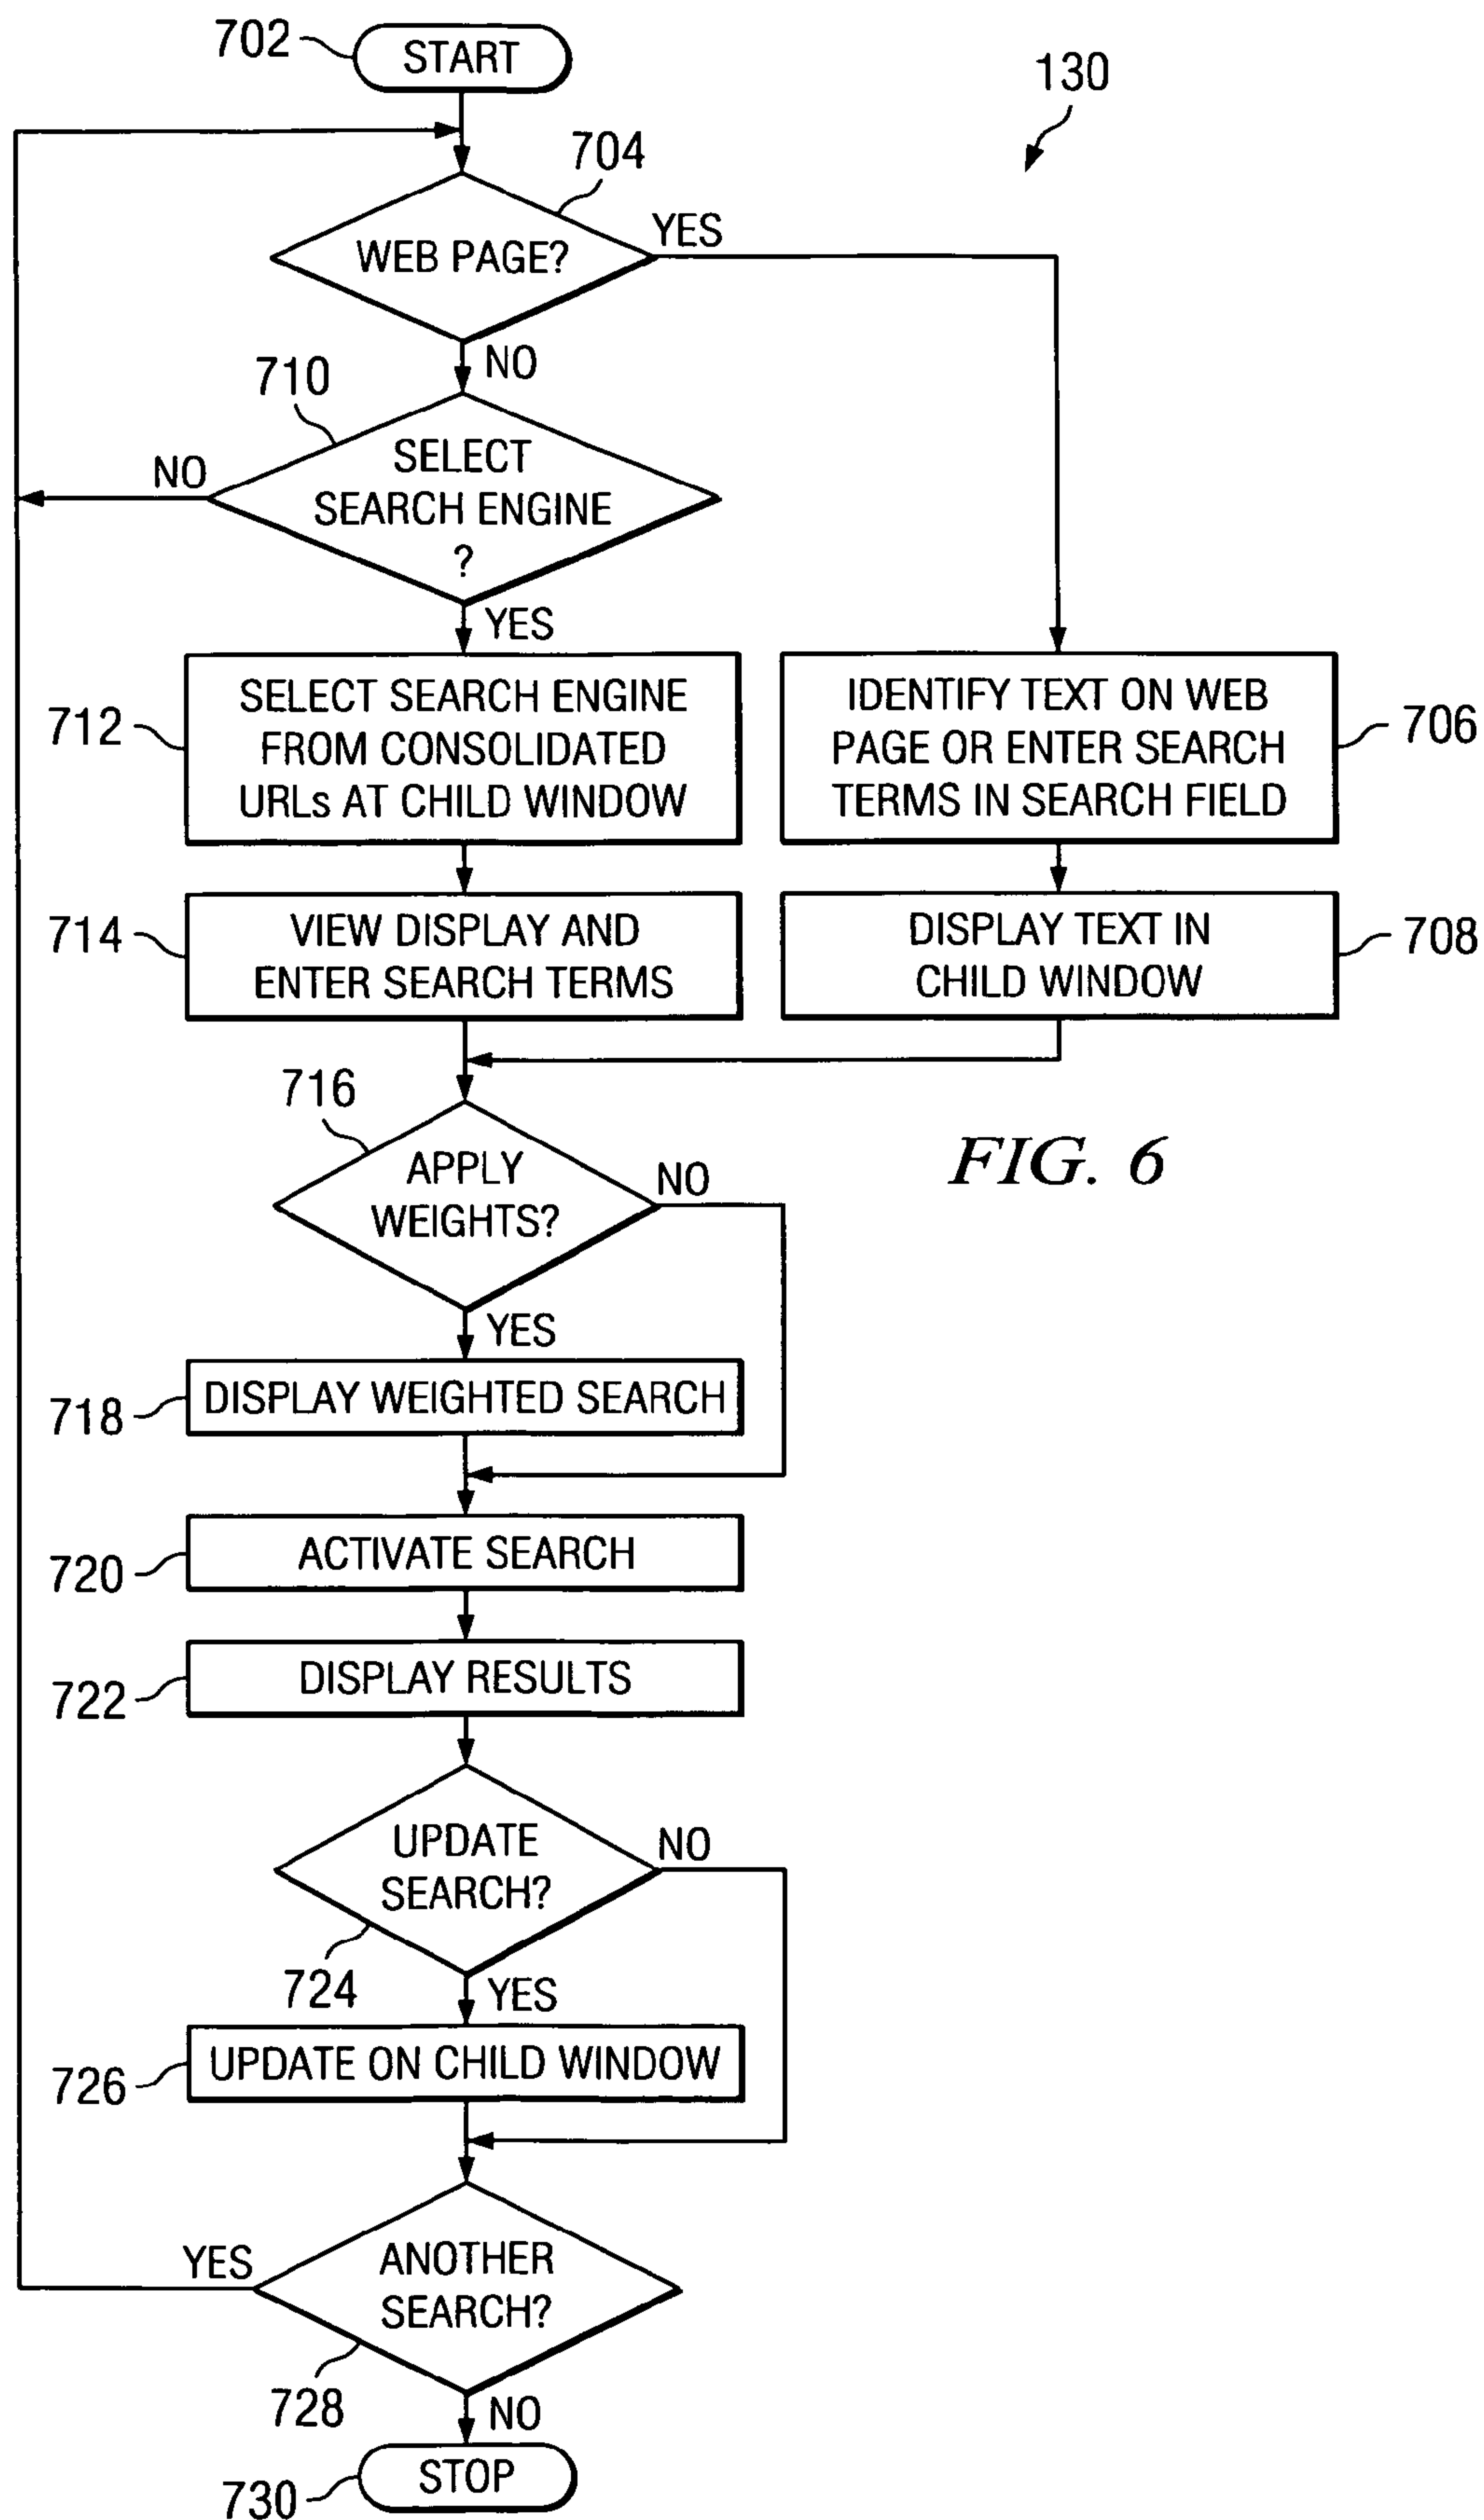 702
START
130
704
WEB PAGE?
YES
NO
710
SELECT
SEARCH ENGINE
?
NO
YES
712
SELECT SEARCH ENGINE
FROM CONSOLIDATED
URLs AT CHILD WINDOW
IDENTIFY TEXT ON WEB
PAGE OR ENTER SEARCH
TERMS IN SEARCH FIELD
706
714
VIEW DISPLAY AND
ENTER SEARCH TERMS
DISPLAY TEXT IN
CHILD WINDOW
708
716
APPLY
WEIGHTS?
NO
FIG. 6
YES
718
DISPLAY WEIGHTED SEARCH
720
ACTIVATE SEARCH
722
DISPLAY RESULTS
UPDATE
SEARCH?
NO
724
YES
726
UPDATE ON CHILD WINDOW
YES
ANOTHER
SEARCH?
728
NO
730
STOP